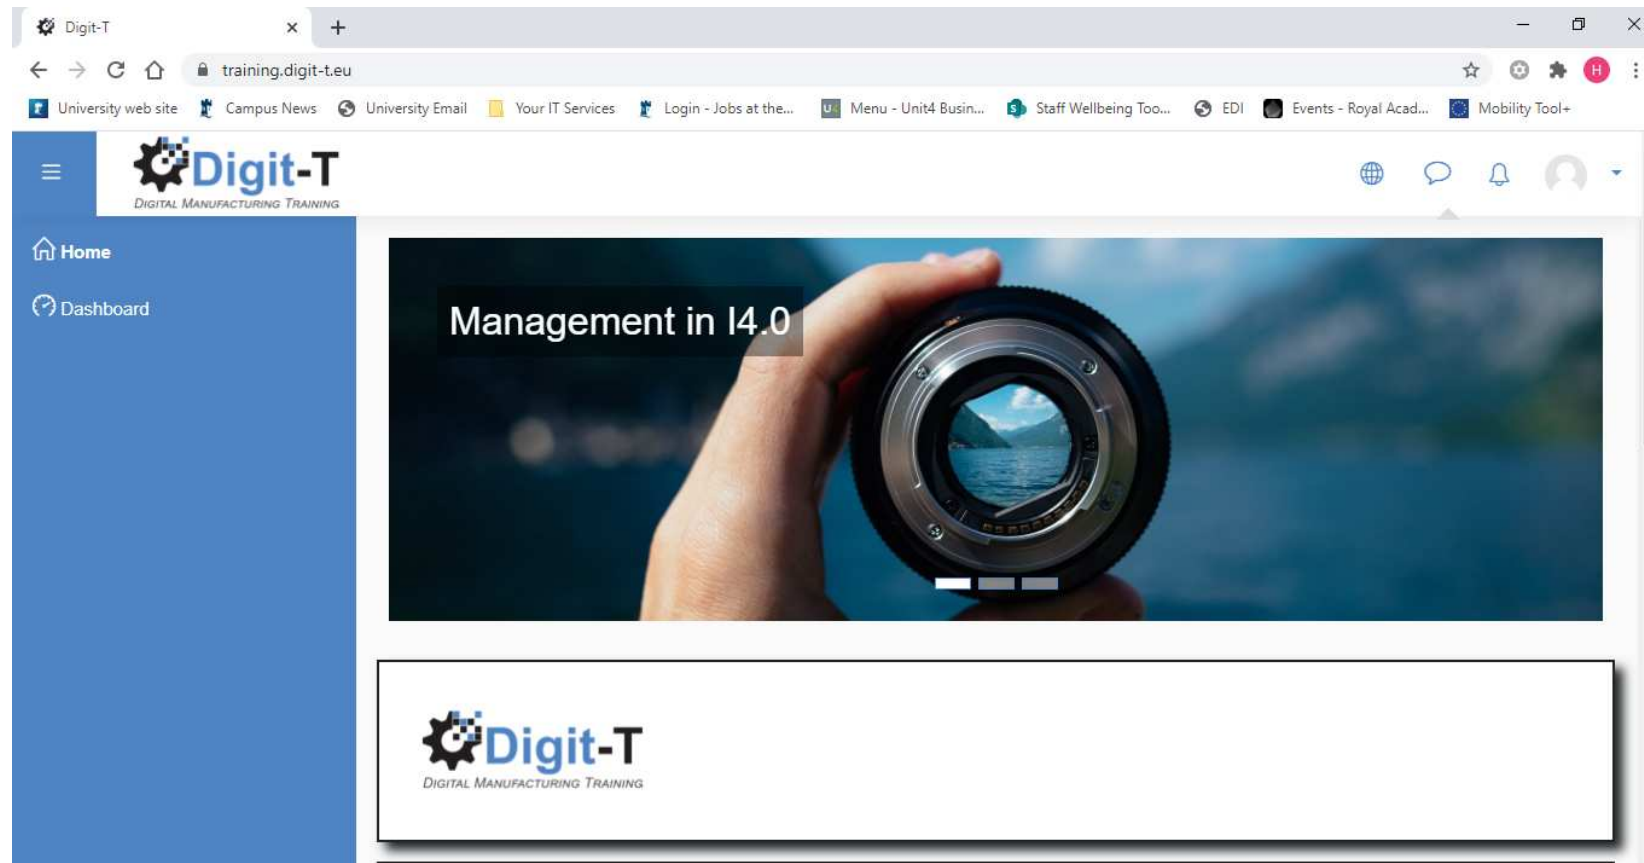 Digit-T
training.digit-t.eu
H
University web site Campus News University Email Your IT Services Login - Jobs at the... U4 Menu - Unit4 Busin... S Staff Wellbeing Too... EDI Events - Royal Acad... Mobility Tool+
Digit-T
DIGITAL MANUFACTURING TRAINING
Home
Dashboard
Management in I4.0
Digit-T
DIGITAL MANUFACTURING TRAINING